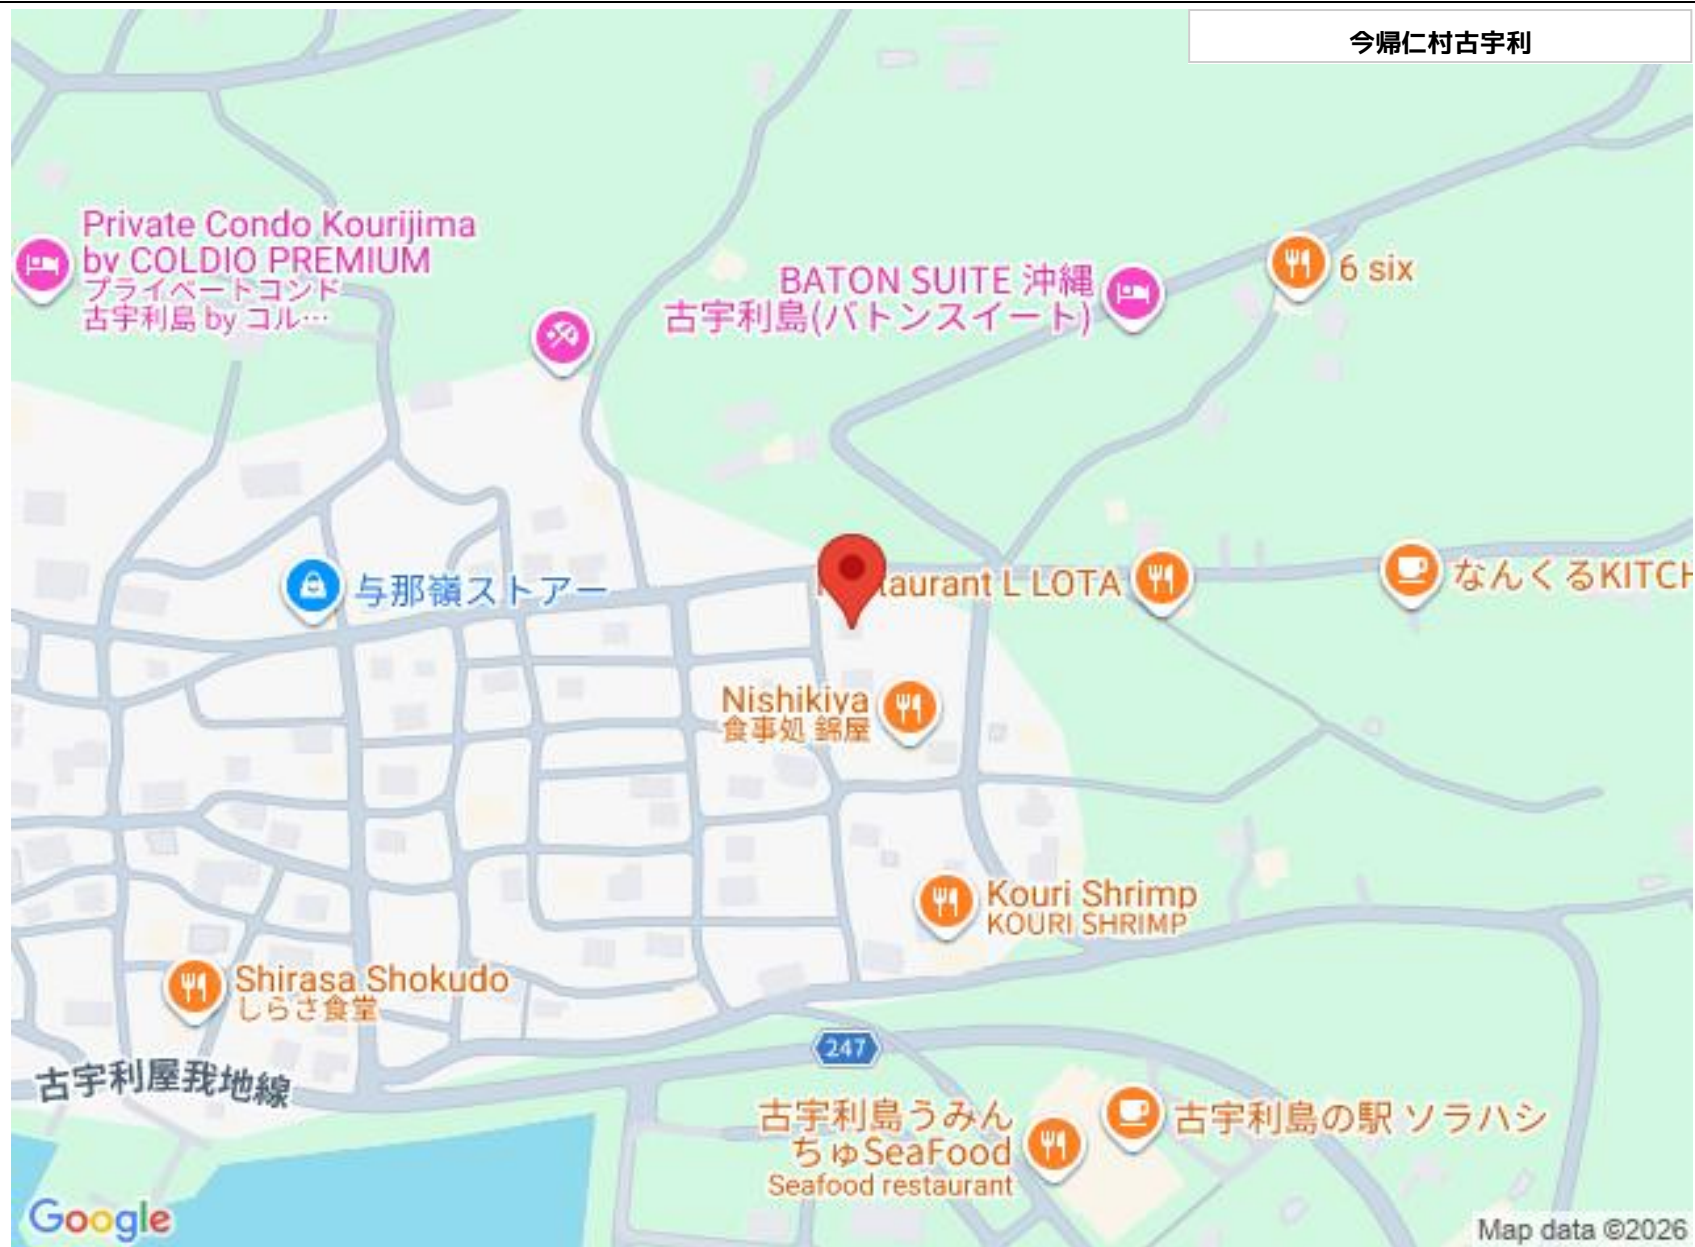 今帰仁村古宇利
Private Condo Kourijima
by COLDIO PREMIUM
プライベートコンド
古宇利島 by コル…
BATON SUITE 沖縄
古宇利島(バトンスイート)
6 six
与那嶺ストアー
taurant L LOTA
なんくるKITCH
Nishikiya
食事処 錦屋
Kouri Shrimp
KOURI SHRIMP
Shirasa Shokudo
しらさ食堂
247
古宇利屋我地線
古宇利島うみん
ちゅSeaFood
Seafood restaurant
古宇利島の駅 ソラハシ
Google
Map data ©2026